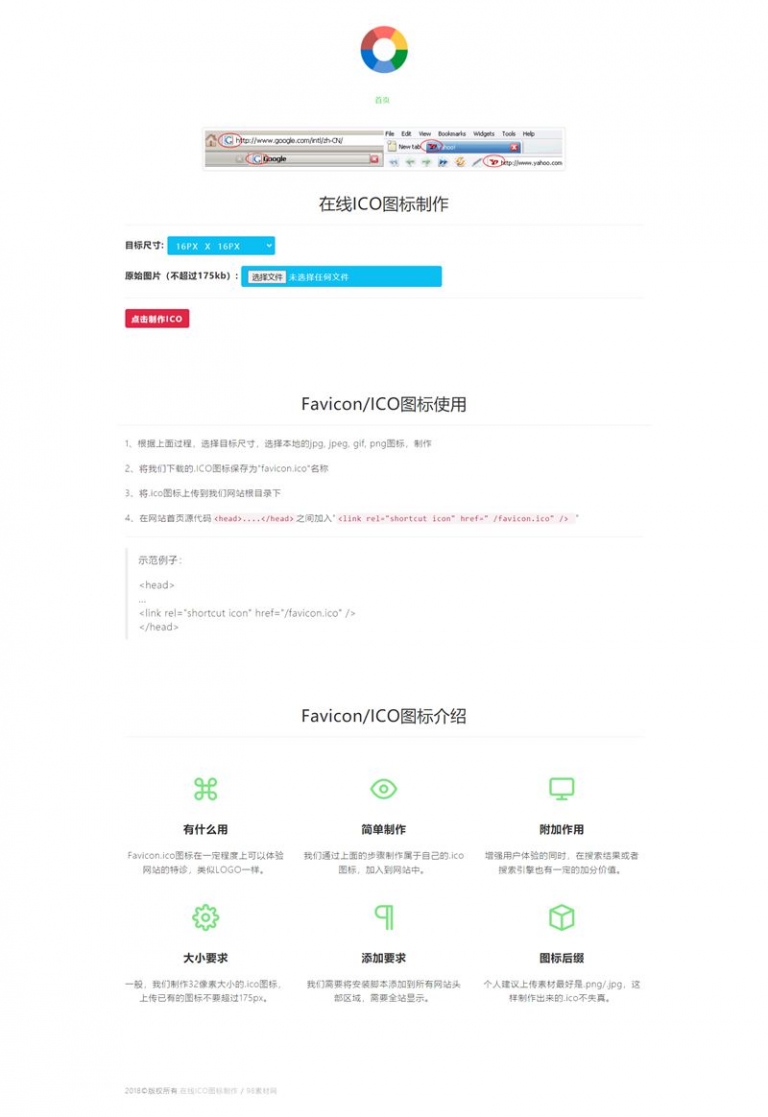 首页
File Edit View Bookmarks Widgets Tools Help
http://www.google.com/intl/zh-CN/
New tab
Yahoo!
Google
http://www.yahoo.com
在线ICO图标制作
目标尺寸: 16PX X 16PX
原始图片（不超过175kb）: 选择文件 未选择任何文件
点击制作ICO
Favicon/ICO图标使用
1、根据上面过程、选择目标尺寸、选择本地的jpg, jpeg, gif, png图标、制作
2、将我们下载的.ICO图标保存为"favicon.ico"名称
3、将.ico图标上传到我们网站根目录下
4、在网站首页源代码 <head>....</head> 之间加入" <link rel="shortcut icon" href=" /favicon.ico" /> "
示范例子：
<head>
...
<link rel="shortcut icon" href="/favicon.ico" />
</head>
Favicon/ICO图标介绍
有什么用
Favicon.ico图标在一定程度上可以体验
网站的特诊，类似LOGO一样。
简单制作
我们通过上面的步骤制作属于自己的.ico
图标，加入到网站中。
附加作用
增强用户体验的同时，在搜索结果或者
搜索引擎也有一定的加分价值。
大小要求
一般，我们制作32像素大小的.ico图标、
上传已有的图标不要超过175px。
添加要求
我们需要将安装脚本添加到所有网站头
部区域，需要全站显示。
图标后缀
个人建议上传素材最好是.png/.jpg，这
样制作出来的.ico不失真。
2018©版权所有 在线ICO图标制作 / 98素材网